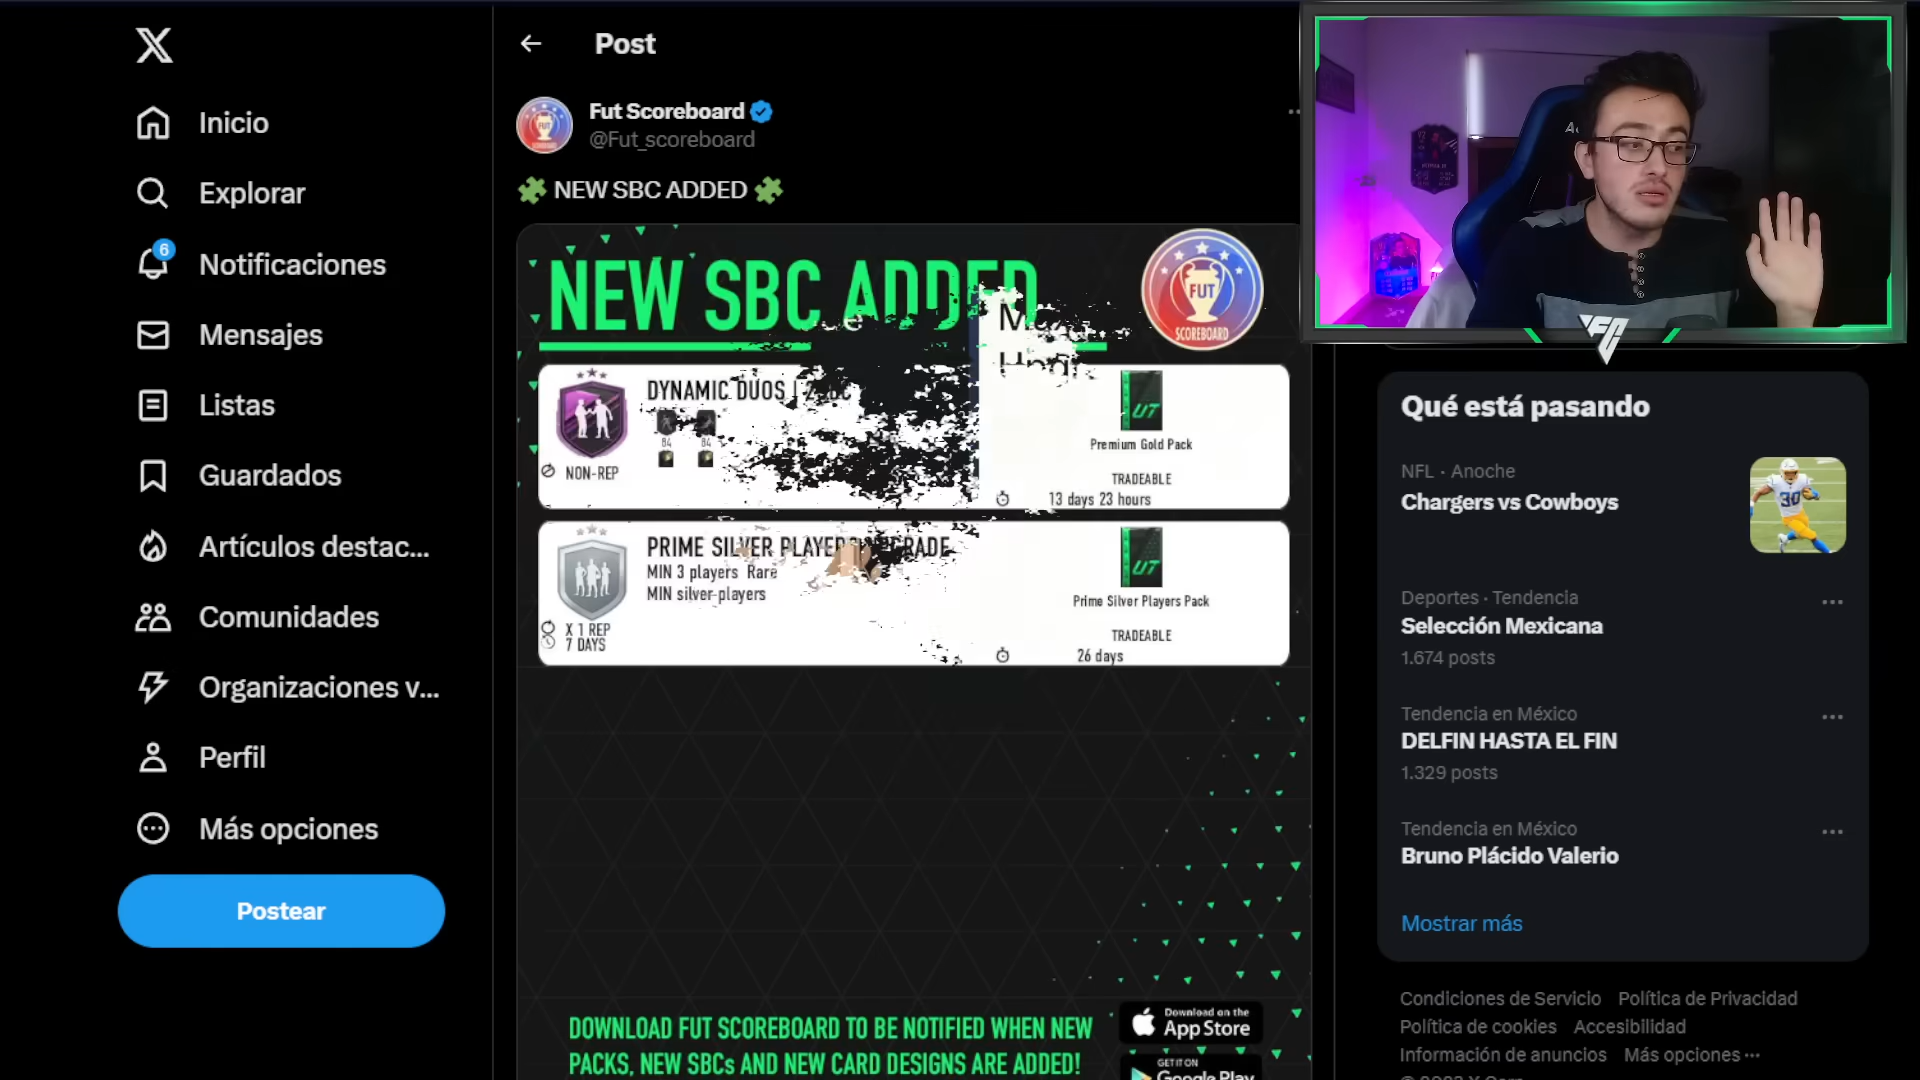 Inicio
Explorar
6
Notificaciones
Mensajes
Listas
Guardados
Artículos destac...
Comunidades
Organizaciones v...
Perfil
Más opciones
Postear
Post
Fut Scoreboard
@Fut_scoreboard
NEW SBC ADDED
NEW SBC ADDED
FUT
SCOREBOARD
DYNAMIC DUOS
84 84
NON-REP
UT
Premium Gold Pack
TRADEABLE
13 days 23 hours
PRIME SILVER
MIN 3 players Rare
MIN silver-players
X 1 REP
7 DAYS
UT
Prime Silver Players Pack
TRADEABLE
26 days
DOWNLOAD FUT SCOREBOARD TO BE NOTIFIED WHEN NEW
PACKS, NEW SBCs AND NEW CARD DESIGNS ARE ADDED!
Download on the
App Store
GET IT ON
Google Play
Qué está pasando
NFL · Anoche
Chargers vs Cowboys
Deportes · Tendencia
Selección Mexicana
1.674 posts
Tendencia en México
DELFIN HASTA EL FIN
1.329 posts
Tendencia en México
Bruno Plácido Valerio
Mostrar más
Condiciones de Servicio Política de Privacidad
Política de cookies Accesibilidad
Información de anuncios Más opciones ···